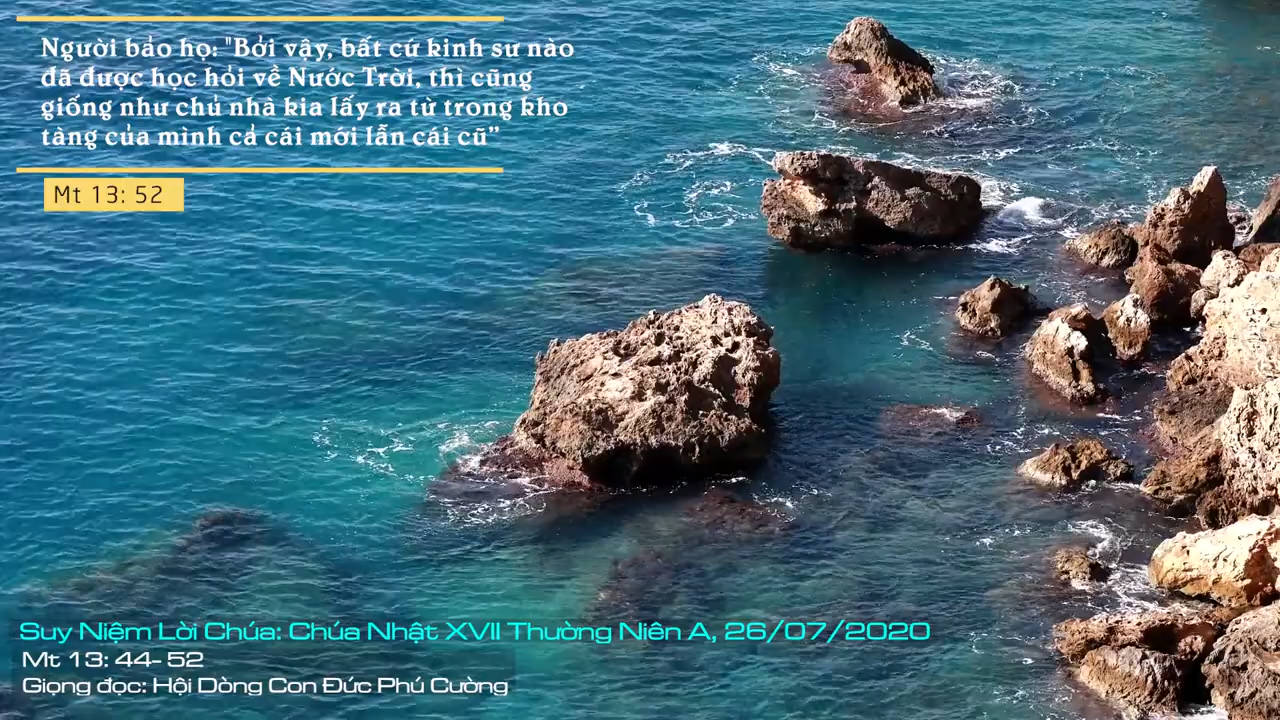 Người bảo họ: "Bởi vậy, bất cứ kinh sư nào
đã được học hỏi về Nước Trời, thì cũng
giống như chủ nhà kia lấy ra từ trong kho
tàng của mình cả cái mới lẫn cái cũ”
Mt 13: 52
Suy Niệm Lời Chúa: Chúa Nhật XVII Thường Niên A, 26/07/2020
Mt 13: 44- 52
Giọng đọc: Hội Dòng Con Đức Phú Cường